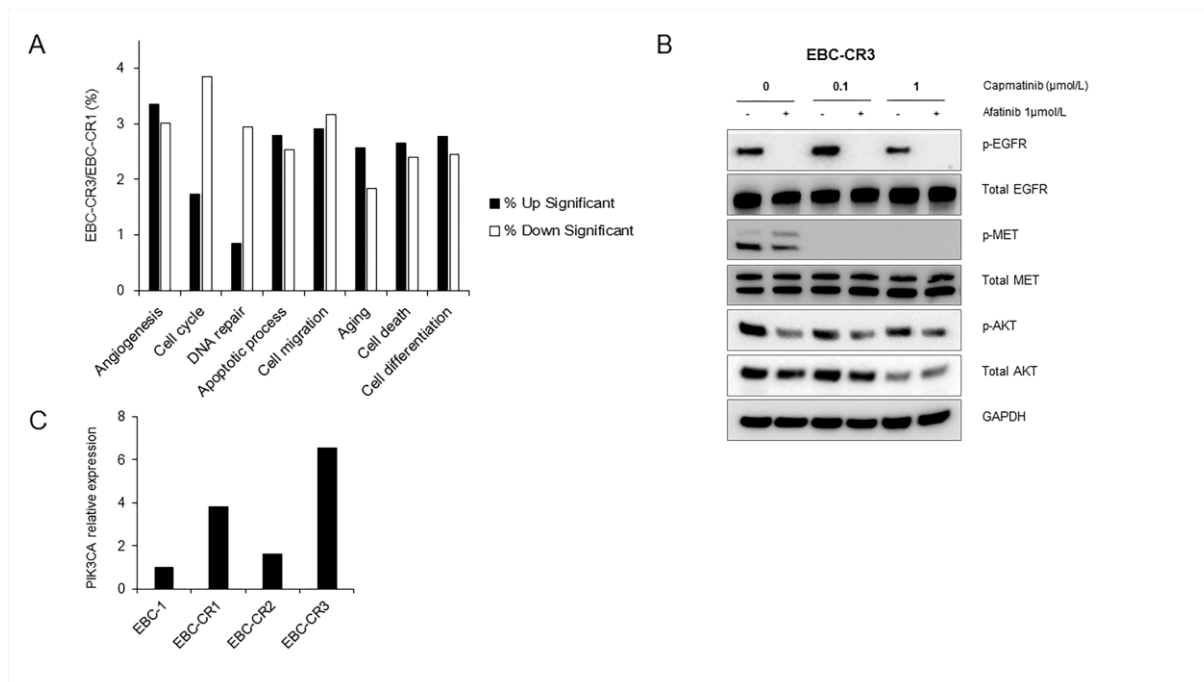 A
EBC-CR3/EBC-CR1 (%)
4
3
2
1
0
Angiogenesis
Cell cycle
DNA repair
Apoptotic process
Cell migration
Aging
Cell death
Cell differentiation
% Up Significant
% Down Significant
B
EBC-CR3
0 0.1 1 Capmatinib (µmol/L)
- + - + - + Afatinib 1µmol/L
p-EGFR
Total EGFR
p-MET
Total MET
p-AKT
Total AKT
GAPDH
C
PIK3CA relative expression
8
6
4
2
0
EBC-1
EBC-CR1
EBC-CR2
EBC-CR3